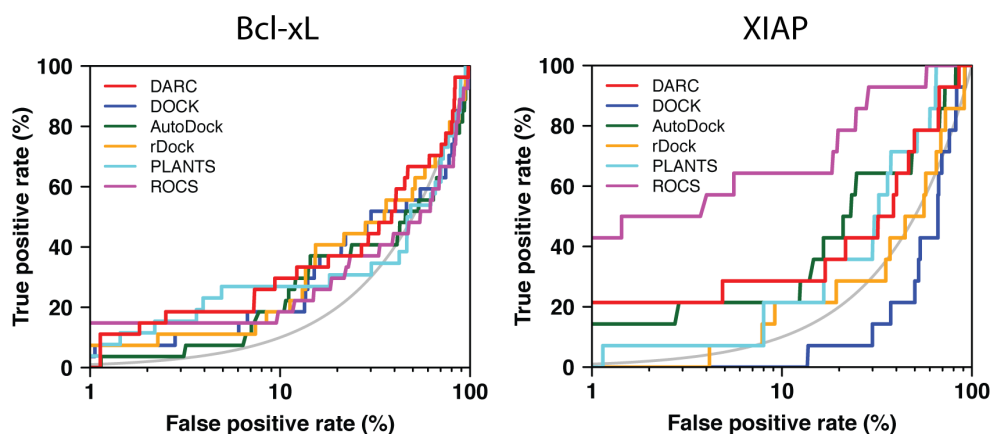 Bcl-xL
True positive rate (%)
100
80
60
40
20
0
DARC
DOCK
AutoDock
rDock
PLANTS
ROCS
1
10
100
False positive rate (%)
XIAP
True positive rate (%)
100
80
60
40
20
0
DARC
DOCK
AutoDock
rDock
PLANTS
ROCS
1
10
100
False positive rate (%)